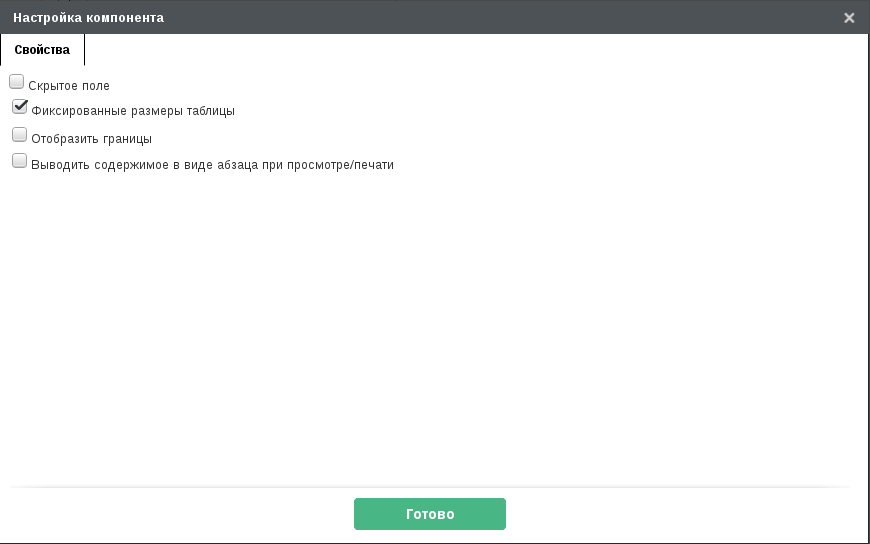 Настройка компонента
Свойства
Скрытое поле
Фиксированные размеры таблицы
Отобразить границы
Выводить содержимое в виде абзаца при просмотре/печати
Готово